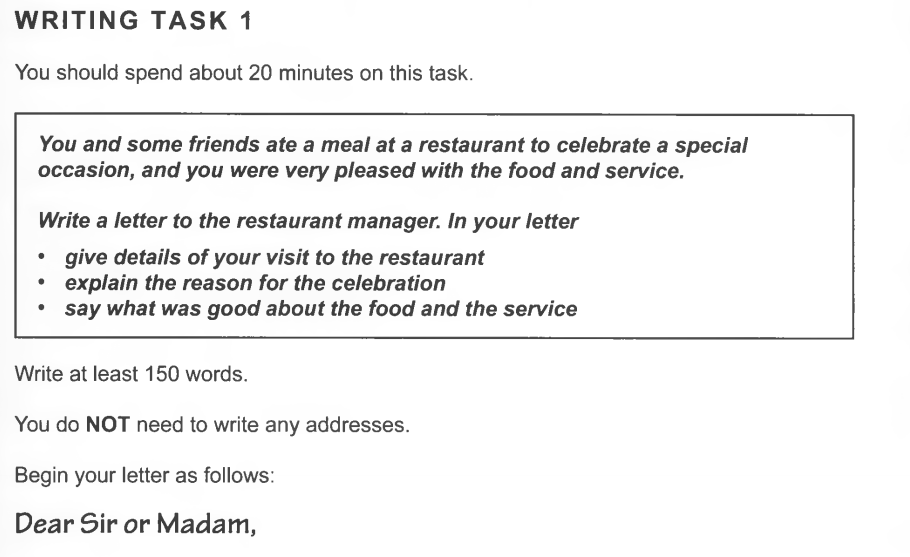 WRITING TASK 1
You should spend about 20 minutes on this task.
You and some friends ate a meal at a restaurant to celebrate a special
occasion, and you were very pleased with the food and service.
Write a letter to the restaurant manager. In your letter
• give details of your visit to the restaurant
• explain the reason for the celebration
• say what was good about the food and the service
Write at least 150 words.
You do NOT need to write any addresses.
Begin your letter as follows:
Dear Sir or Madam,